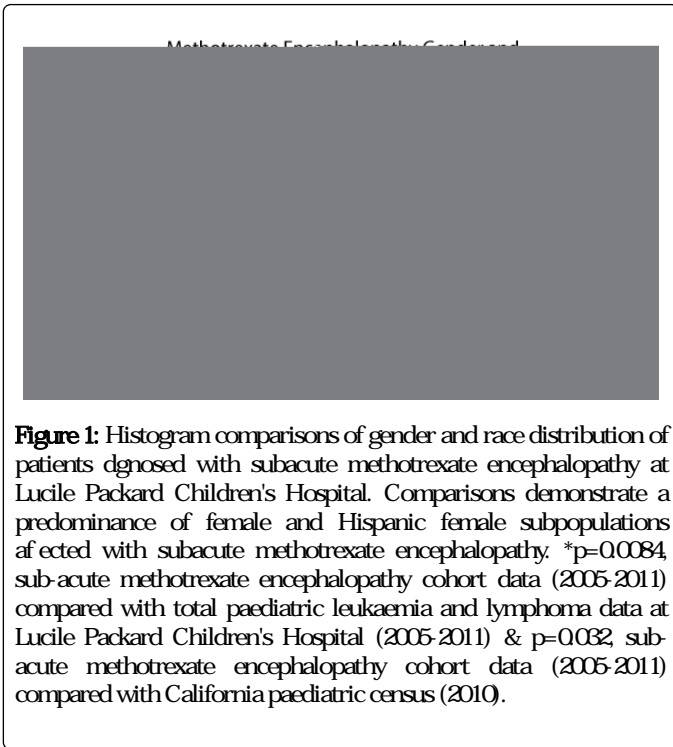 Methotrexate Encephalopathy Gender and
Figure 1: Histogram comparisons of gender and race distribution of
patients dgnosed with subacute methotrexate encephalopathy at
Lucile Packard Children's Hospital. Comparisons demonstrate a
predominance of female and Hispanic female subpopulations
af ected with subacute methotrexate encephalopathy. *p=0.0084,
sub-acute methotrexate encephalopathy cohort data (2005-2011)
compared with total paediatric leukaemia and lymphoma data at
Lucile Packard Children's Hospital (2005-2011) & p=0.032, sub-
acute methotrexate encephalopathy cohort data (2005-2011)
compared with California paediatric census (2010).